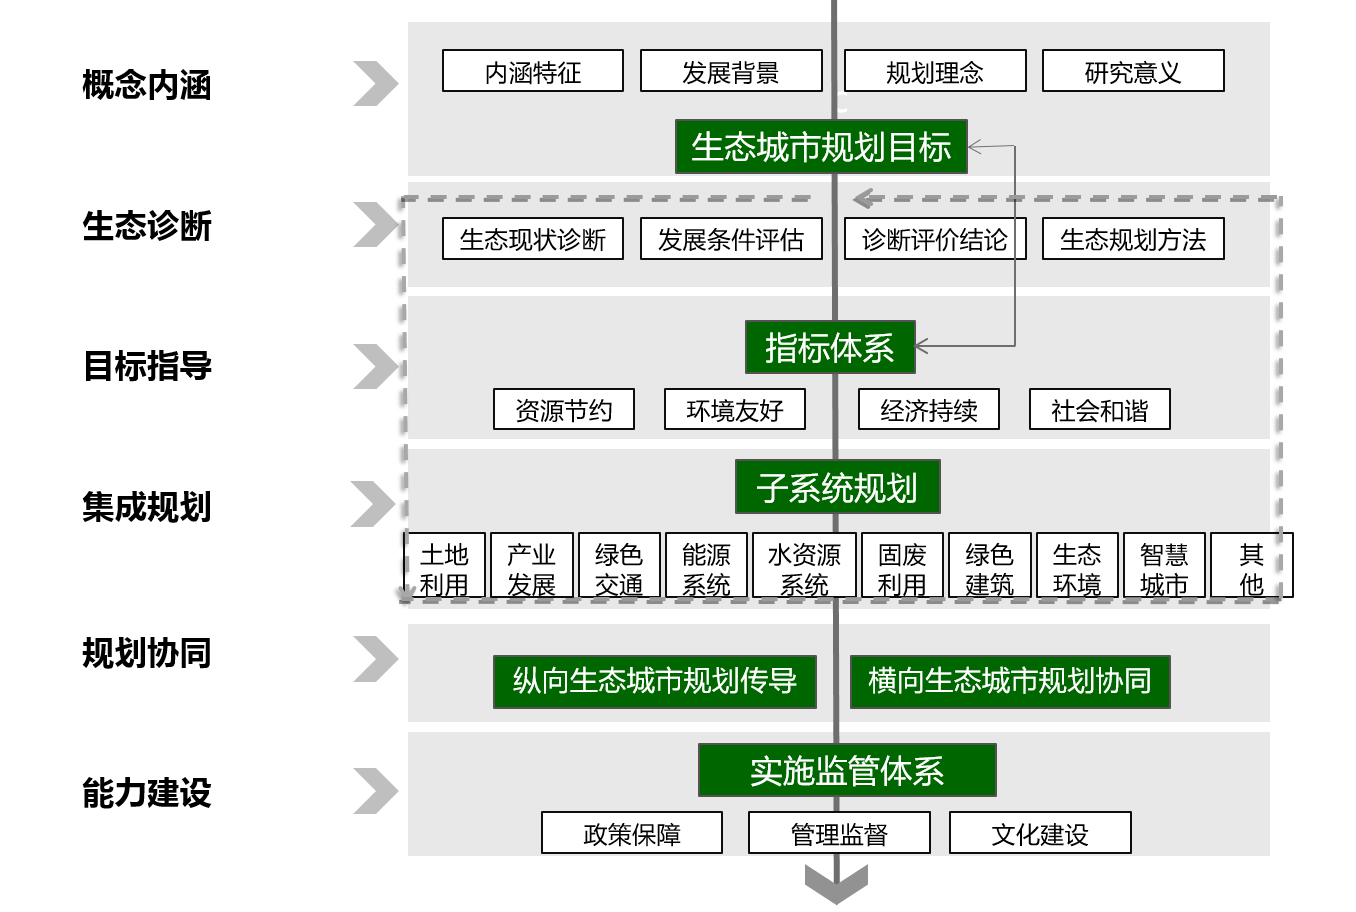 概念内涵
内涵特征
发展背景
规划理念
研究意义
生态城市规划目标
生态诊断
生态现状诊断
发展条件评估
诊断评价结论
生态规划方法
目标指导
指标体系
资源节约
环境友好
经济持续
社会和谐
集成规划
子系统规划
土地
利用
产业
发展
绿色
交通
能源
系统
水资源
系统
固废
利用
绿色
建筑
生态
环境
智慧
城市
其
他
规划协同
纵向生态城市规划传导
横向生态城市规划协同
能力建设
实施监管体系
政策保障
管理监督
文化建设